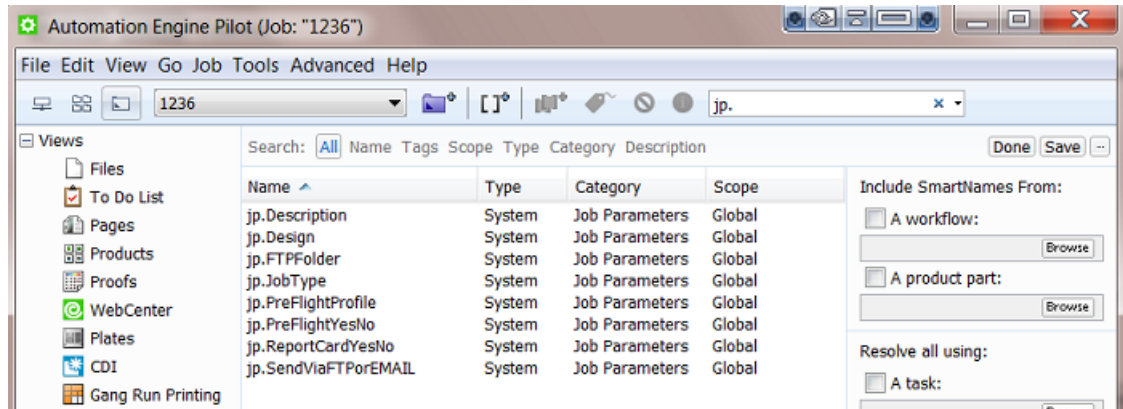 Automation Engine Pilot (Job: "1236")
File Edit View Go Job Tools Advanced Help
1236
jp.
Views
Files
To Do List
Pages
Products
Proofs
WebCenter
Plates
CDI
Gang Run Printing
Search: All Name Tags Scope Type Category Description
Done Save
Name Type Category Scope
jp.Description System Job Parameters Global
jp.Design System Job Parameters Global
jp.FTPFolder System Job Parameters Global
jp.JobType System Job Parameters Global
jp.PreFlightProfile System Job Parameters Global
jp.PreFlightYesNo System Job Parameters Global
jp.ReportCardYesNo System Job Parameters Global
jp.SendViaFTPorEMAIL System Job Parameters Global
Include SmartNames From:
A workflow:
Browse
A product part:
Browse
Resolve all using:
A task: